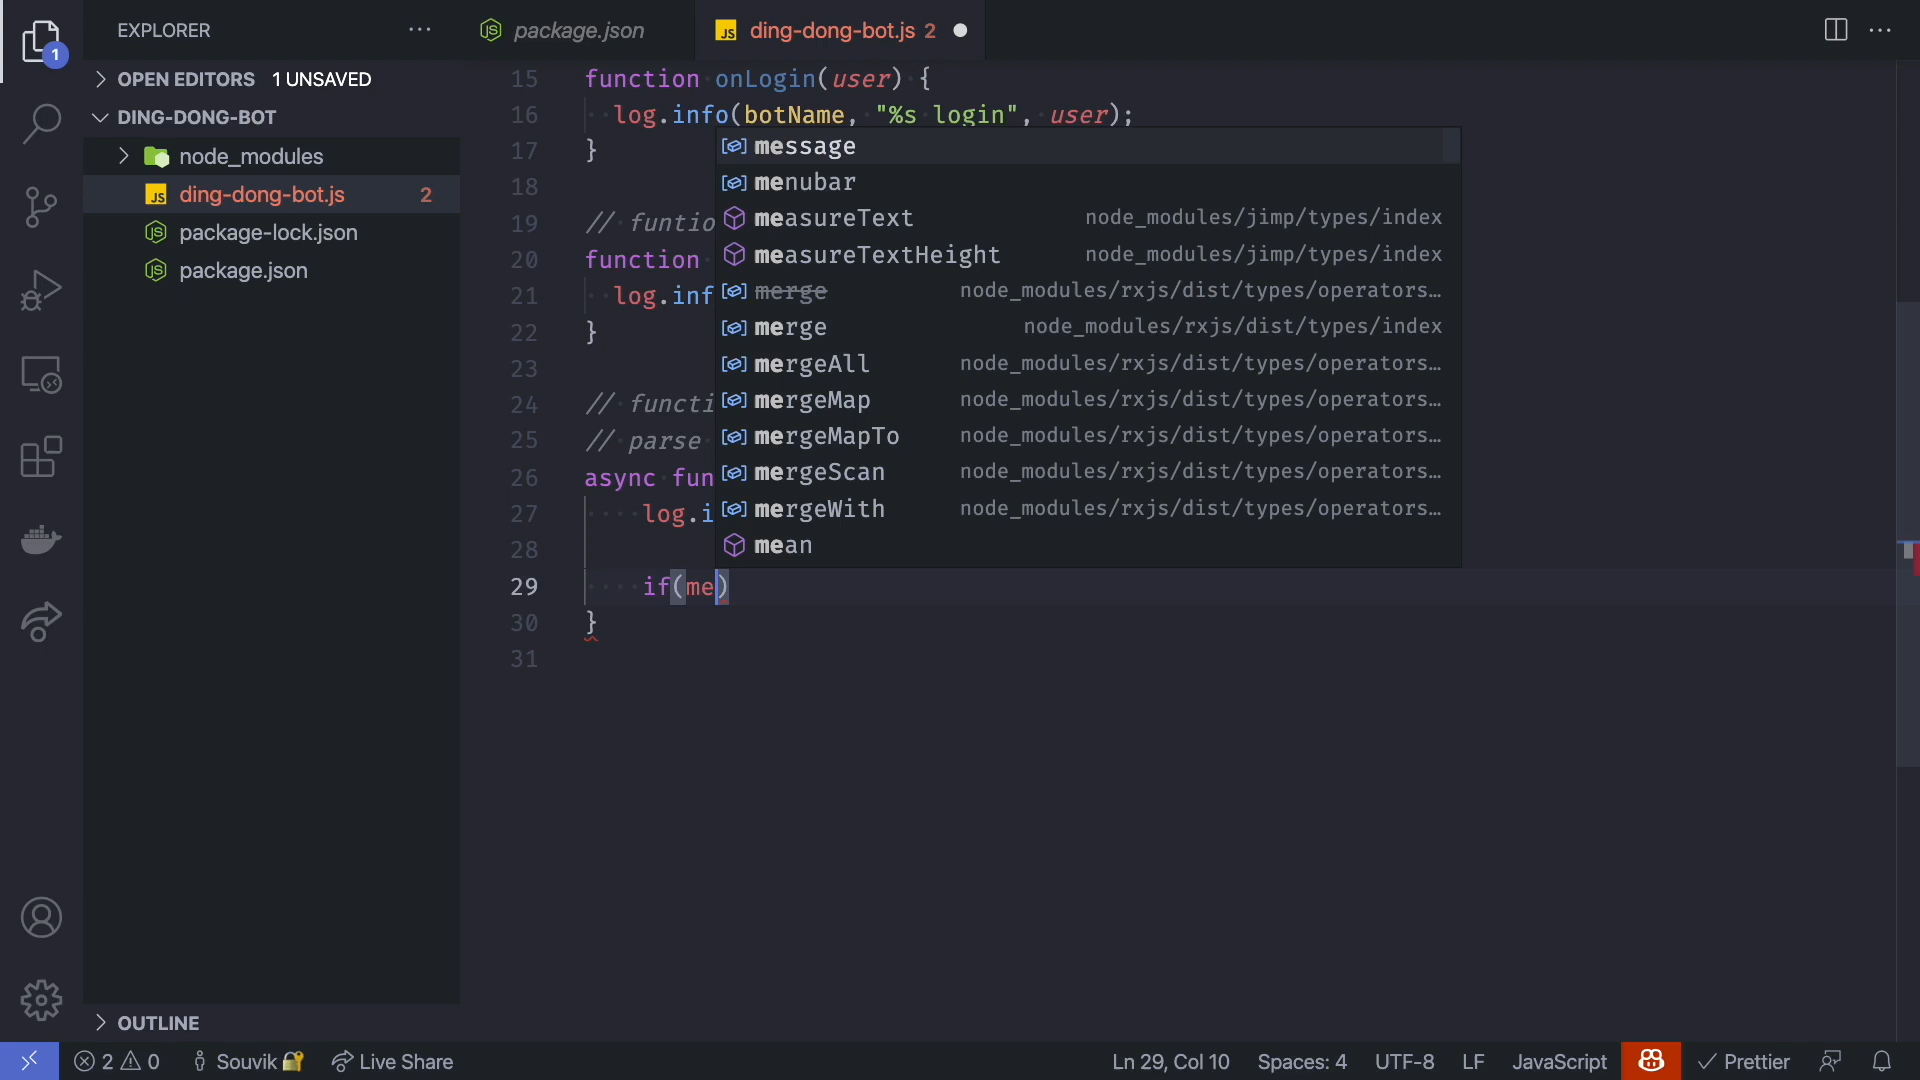 EXPLORER
package.json
JS ding-dong-bot.js 2
1
OPEN EDITORS 1 UNSAVED
DING-DONG-BOT
node_modules
JS ding-dong-bot.js 2
package-lock.json
package.json
15 function onLogin(user) {
16 log.info(botName, "%s login", user);
17 }
18
19 // funtio
20 function
21 log.inf
22 }
23
24 // functi
25 // parse
26 async fun
27 log.i
28
29 if(me)
30 }
31
message
menubar
measureText node_modules/jimp/types/index
measureTextHeight node_modules/jimp/types/index
merge node_modules/rxjs/dist/types/operators…
merge node_modules/rxjs/dist/types/index
mergeAll node_modules/rxjs/dist/types/operators…
mergeMap node_modules/rxjs/dist/types/operators…
mergeMapTo node_modules/rxjs/dist/types/operators…
mergeScan node_modules/rxjs/dist/types/operators…
mergeWith node_modules/rxjs/dist/types/operators…
mean
OUTLINE
2 0 Souvik Live Share Ln 29, Col 10 Spaces: 4 UTF-8 LF JavaScript Prettier